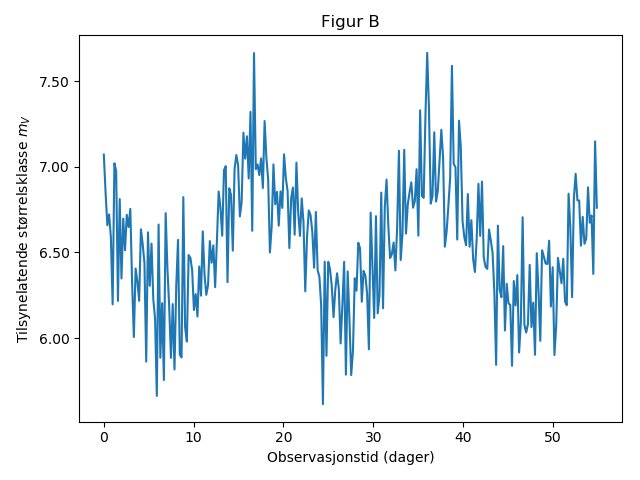 Figur B
Tilsynelatende størrelsklasse $m_V$
7.50
7.00
6.50
6.00
0 10 20 30 40 50
Observasjonstid (dager)